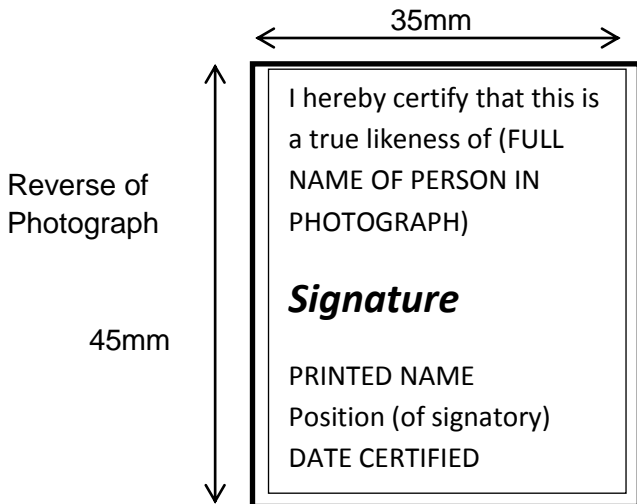 35mm
Reverse of
Photograph
45mm
I hereby certify that this is
a true likeness of (FULL
NAME OF PERSON IN
PHOTOGRAPH)
Signature
PRINTED NAME
Position (of signatory)
DATE CERTIFIED